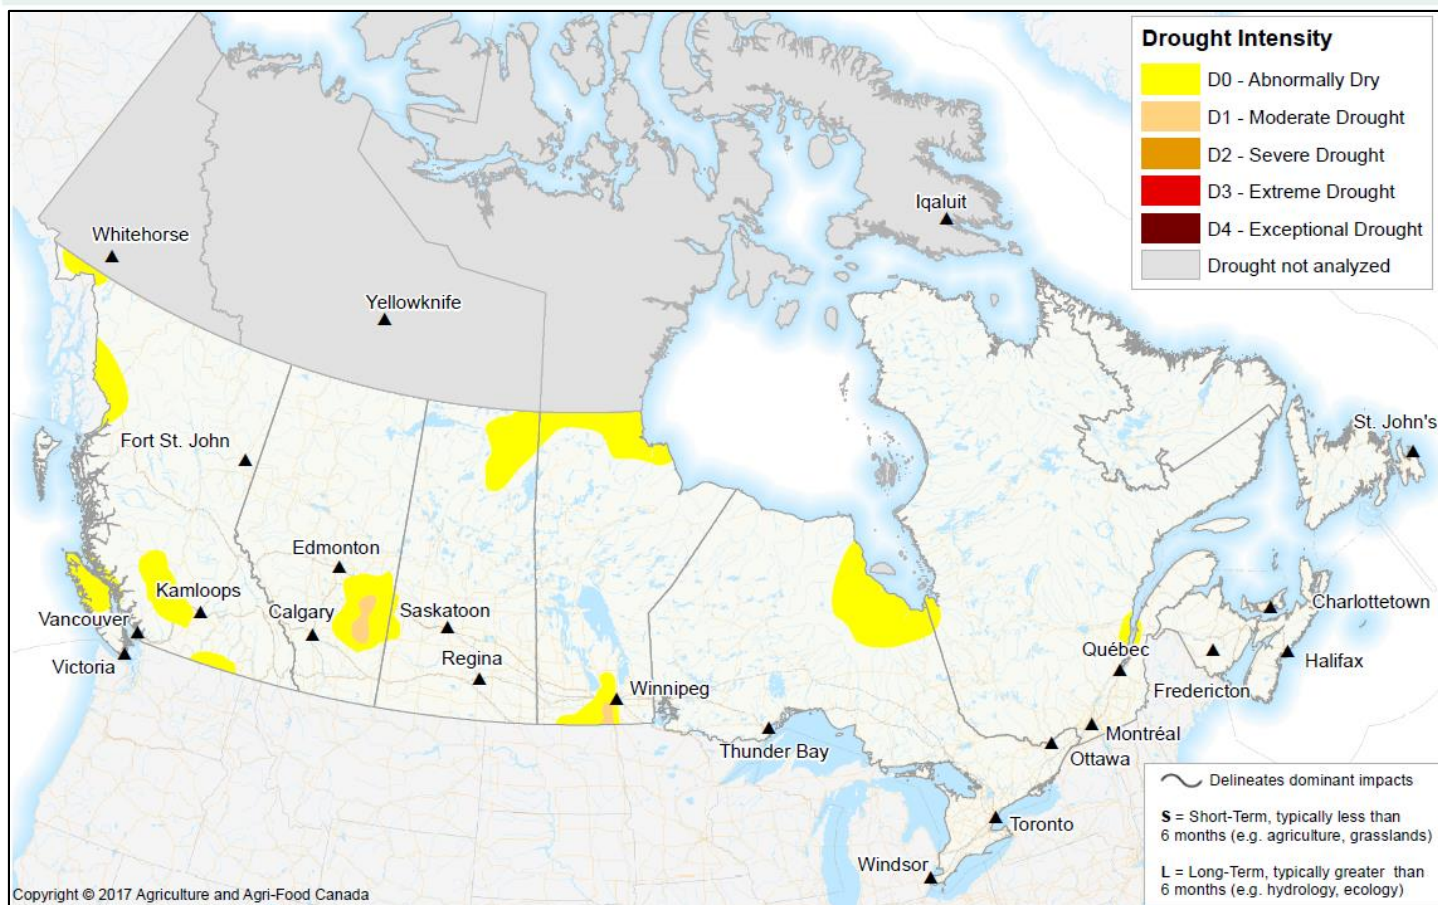 Drought Intensity
D0 - Abnormally Dry
D1 - Moderate Drought
D2 - Severe Drought
D3 - Extreme Drought
D4 - Exceptional Drought
Drought not analyzed
Iqaluit
Whitehorse
Yellowknife
St. John's
Fort St. John
Edmonton
Kamloops
Calgary
Saskatoon
Charlottetown
Vancouver
Québec
Regina
Halifax
Victoria
Winnipeg
Fredericton
Montréal
Thunder Bay
Ottawa
Toronto
Windsor
Delineates dominant impacts
S = Short-Term, typically less than
6 months (e.g. agriculture, grasslands)
L = Long-Term, typically greater than
6 months (e.g. hydrology, ecology)
Copyright © 2017 Agriculture and Agri-Food Canada